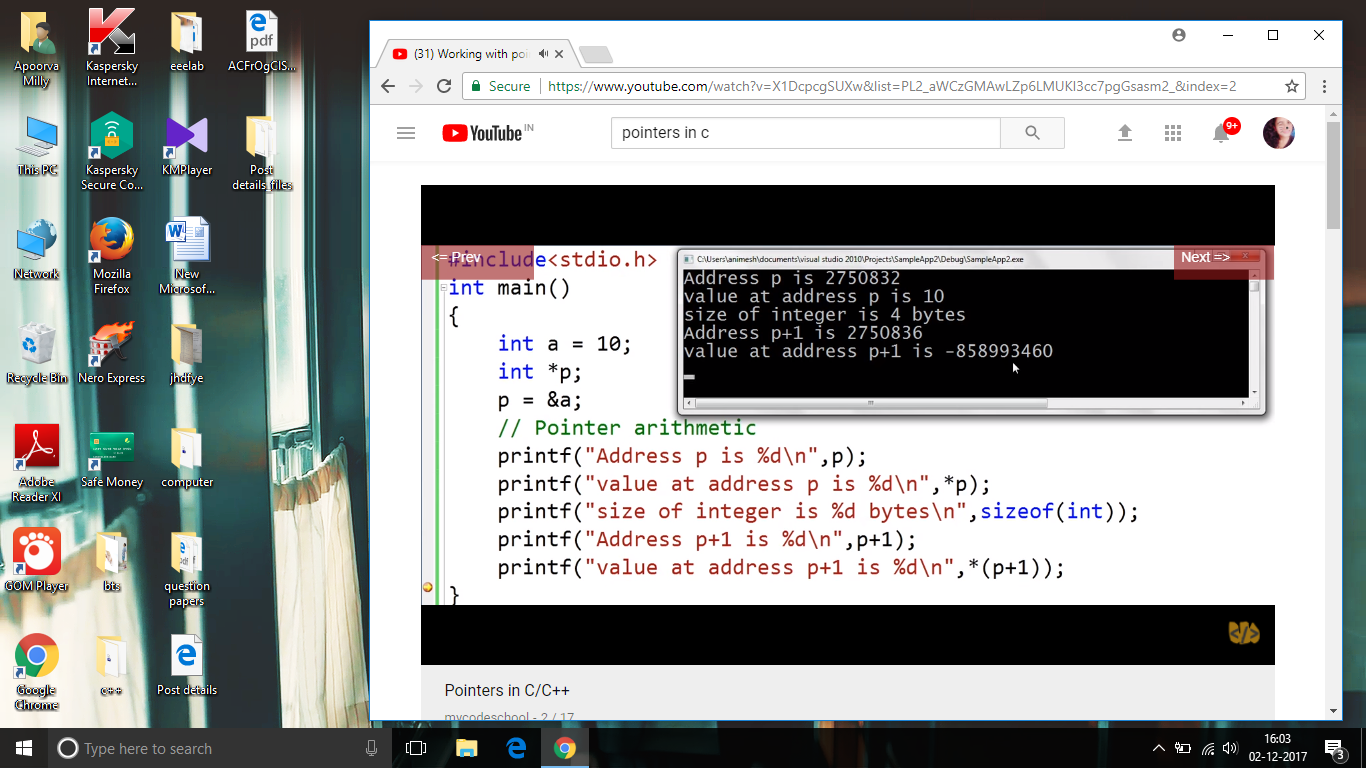 Apoorva Milly
Kaspersky Internet...
eeelab
ACFrOgCIS...
This PC
Kaspersky Secure Co...
KMPlayer
Post details_files
Network
Mozilla Firefox
New Microsof...
Recycle Bin
Nero Express
jhdfye
Adobe Reader XI
Safe Money
computer
GOM Player
bts
question papers
Google Chrome
c++
Post details
(31) Working with poi
Secure
https://www.youtube.com/watch?v=X1DcpcgSUXw&list=PL2_aWCzGMAwLZp6LMUKI3cc7pgGsasm2_&index=2
YouTube IN
pointers in c
9+
<= Prev
Next =>
#include<stdio.h>
int main()
{
int a = 10;
int *p;
p = &a;
// Pointer arithmetic
printf("Address p is %d\n",p);
printf("value at address p is %d\n",*p);
printf("size of integer is %d bytes\n",sizeof(int));
printf("Address p+1 is %d\n",p+1);
printf("value at address p+1 is %d\n",*(p+1));
}
C:\Users\animesh\documents\visual studio 2010\Projects\SampleApp2\Debug\SampleApp2.exe
Address p is 2750832
value at address p is 10
size of integer is 4 bytes
Address p+1 is 2750836
value at address p+1 is -858993460
</>
Pointers in C/C++
mycodeschool - 2 / 17
Type here to search
16:03
02-12-2017
3